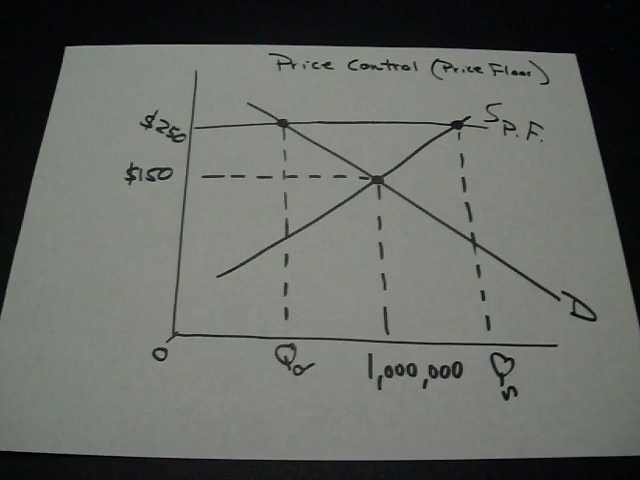 Price Control (Price Floor)
$250
S
P.F.
$150
D
0
Qd
1,000,000
Qs